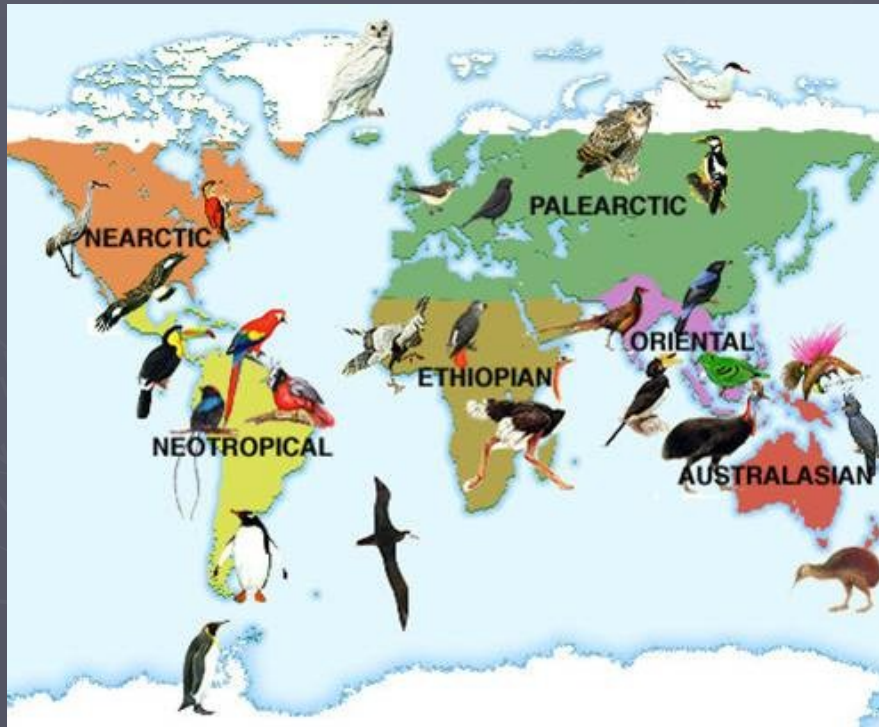 PALEARCTIC
NEARCTIC
ORIENTAL
ETHIOPIAN
NEOTROPICAL
AUSTRALASIAN